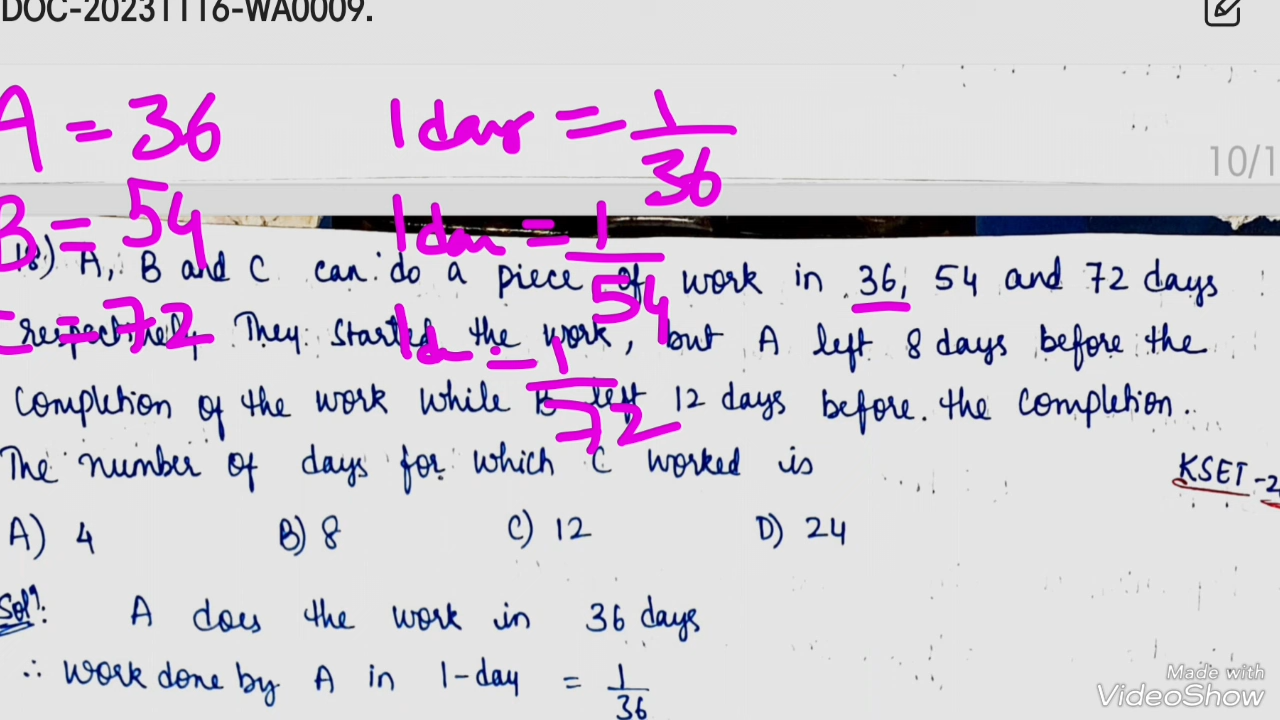 DOC-20231116-WA0009.
A = 36 1 day = 1/36
10/1
B = 54 1 day = 1/54
18) A, B and C can do a piece of work in 36, 54 and 72 days
C = 72 1 da = 1/72
respectively. They started the work, but A left 8 days before the
completion of the work while B left 12 days before the completion.
The number of days for which C worked is
KSET-2
A) 4 B) 8 C) 12 D) 24
Solⁿ: A does the work in 36 days
∴ work done by A in 1-day = 1/36
Made with
VideoShow